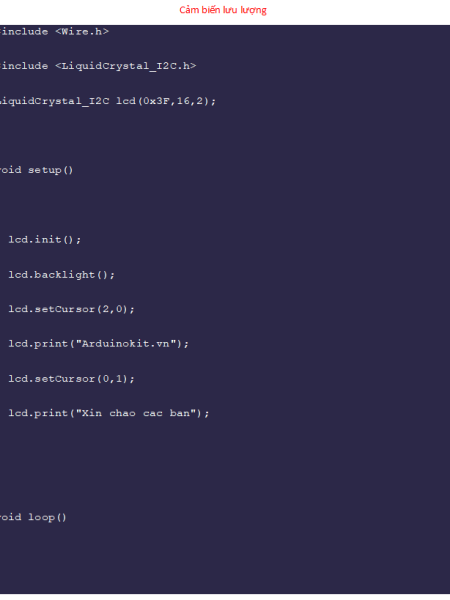 Cảm biến lưu lượng
include <Wire.h>
include <LiquidCrystal_I2C.h>
iquidCrystal_I2C lcd(0x3F,16,2);
oid setup()
lcd.init();
lcd.backlight();
lcd.setCursor(2,0);
lcd.print("Arduinokit.vn");
lcd.setCursor(0,1);
lcd.print("Xin chao cac ban");
oid loop()